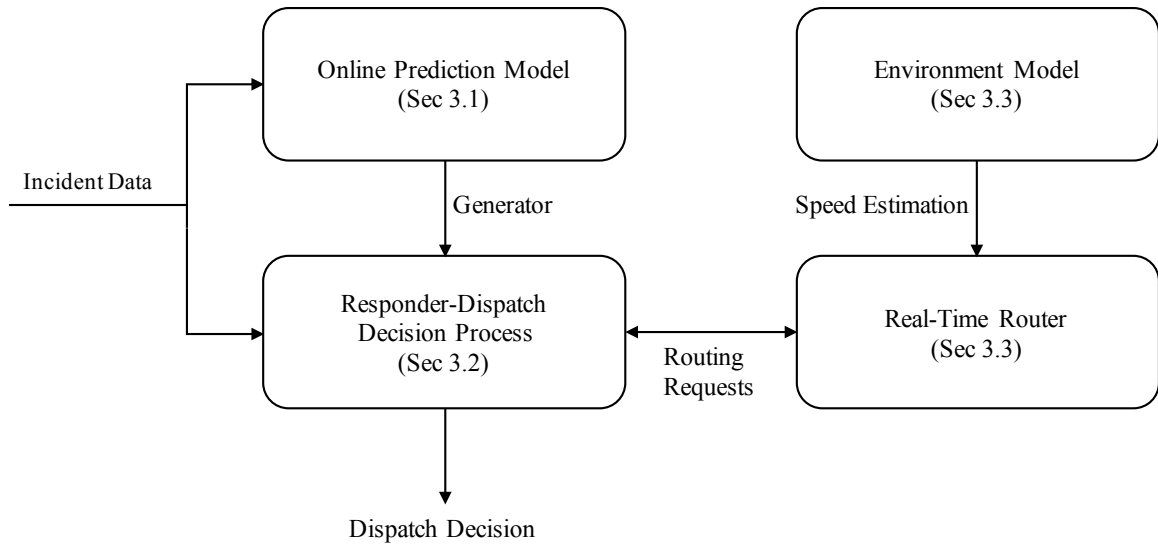 Online Prediction Model
(Sec 3.1)
Environment Model
(Sec 3.3)
Incident Data
Generator
Speed Estimation
Responder-Dispatch
Decision Process
(Sec 3.2)
Real-Time Router
(Sec 3.3)
Routing
Requests
Dispatch Decision